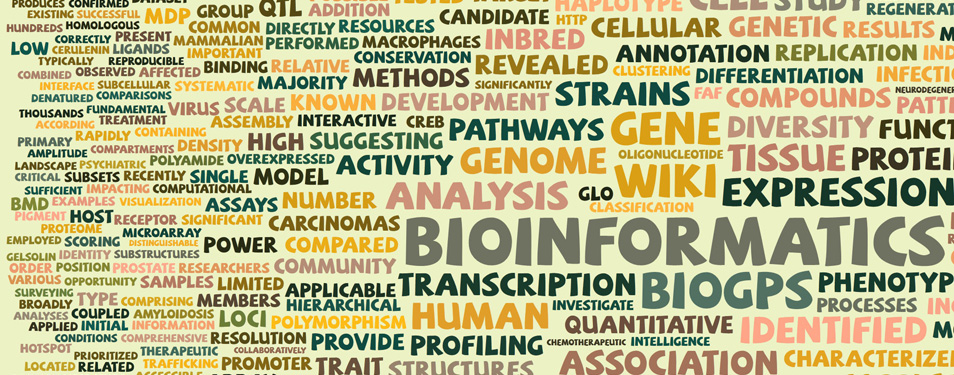 PRODUCES CONFIRMED
EXISTING SUCCESSFUL MDP GROUP QTL ADDITION CANDIDATE HTTP HAPLOTYPE STUDY REGENERAT
HUNDREDS HOMOLOGOUS COMMON DIRECTLY RESOURCES CELLULAR GENETIC RESULTS
CORRECTLY PRESENT MAMMALIAN PERFORMED MACROPHAGES INBRED
LOW CERULENIN LIGANDS IMPORTANT CONSERVATION ANNOTATION REPLICATION IND
TYPICALLY REPRODUCIBLE BINDING RELATIVE REVEALED
COMBINED OBSERVED AFFECTED MAJORITY METHODS CLUSTERING DIFFERENTIATION INFECTIO
INTERFACE SUBCELLULAR SYSTEMATIC SIGNIFICANTLY STRAINS FAF COMPOUNDS NEURODEGENER
DENATURED COMPARISONS VIRUS SCALE KNOWN DEVELOPMENT PATT
THOUSANDS FUNDAMENTAL
ACCORDING TREATMENT ASSEMBLY INTERACTIVE CREB PATHWAYS GENE DIVERSITY FUNCT
PRIMARY RAPIDLY CONTAINING DENSITY HIGH SUGGESTING
AMPLITUDE COMPARTMENTS OLIGONUCLEOTIDE TISSUE PROTEI
LANDSCAPE PSYCHIATRIC POLYAMIDE OVEREXPRESSED ACTIVITY GENOME
CRITICAL SUBSETS RECENTLY SINGLE MODEL WIKI
SUFFICIENT IMPACTING COMPUTATIONAL ANALYSIS GLO EXPRESSION
BMD EXAMPLES VISUALIZATION ASSAYS NUMBER CLASSIFICATION
PIGMENT HOST RECEPTOR SIGNIFICANT CARCINOMAS
PROTEOME MICROARRAY BIOINFORMATICS
EMPLOYED SCORING DISTINGUISHABLE POWER COMPARED
GELSOLIN IDENTITY SUBSTRUCTURES
ORDER POSITION PROSTATE RESEARCHERS COMMUNITY
VARIOUS OPPORTUNITY SAMPLES LIMITED APPLICABLE TRANSCRIPTION BIOGPS PHENOTYP
SURVEYING
BROADLY TYPE COMPRISING MEMBERS HIERARCHICAL INVESTIGATE PROCESSES
ANALYSES COUPLED AMYLOIDOSIS LOCI POLYMORPHISM HUMAN
APPLIED INITIAL INFORMATION QUANTITATIVE IDENTIFIED
CONDITIONS COMPREHENSIVE RESOLUTION PROVIDE PROFILING CHEMOTHERAPEUTIC INTELLIGENCE
HOTSPOT PRIORITIZED THERAPEUTIC COLLABORATIVELY
LOCATED RELATED TRAFFICKING PROMOTER TRAIT STRUCTURES ASSOCIATION CHARACTERIZE